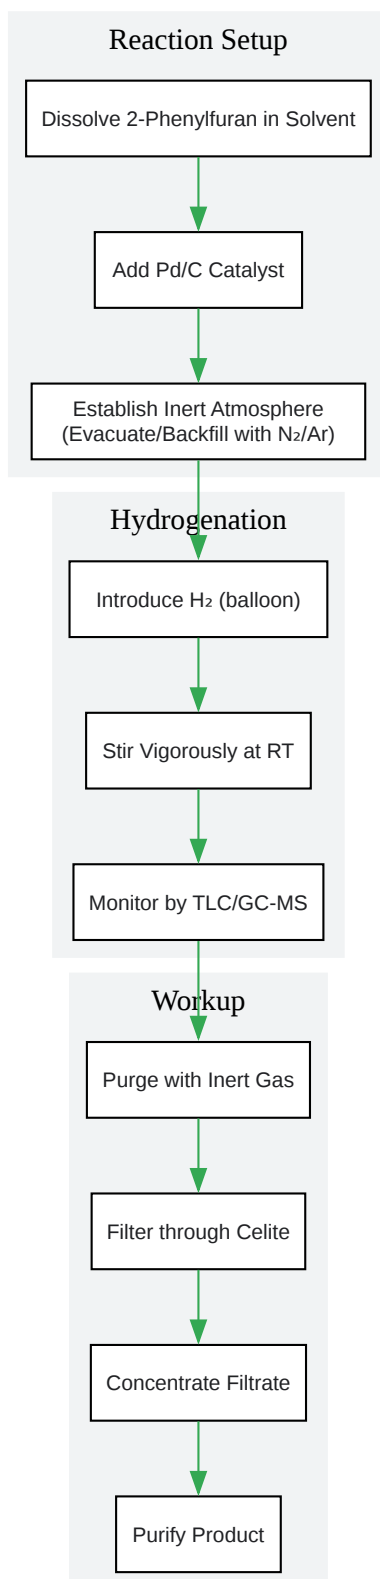 Reaction Setup
Dissolve 2-Phenylfuran in Solvent
Add Pd/C Catalyst
Establish Inert Atmosphere
(Evacuate/Backfill with N₂/Ar)
Hydrogenation
Introduce H₂ (balloon)
Stir Vigorously at RT
Monitor by TLC/GC-MS
Workup
Purge with Inert Gas
Filter through Celite
Concentrate Filtrate
Purify Product